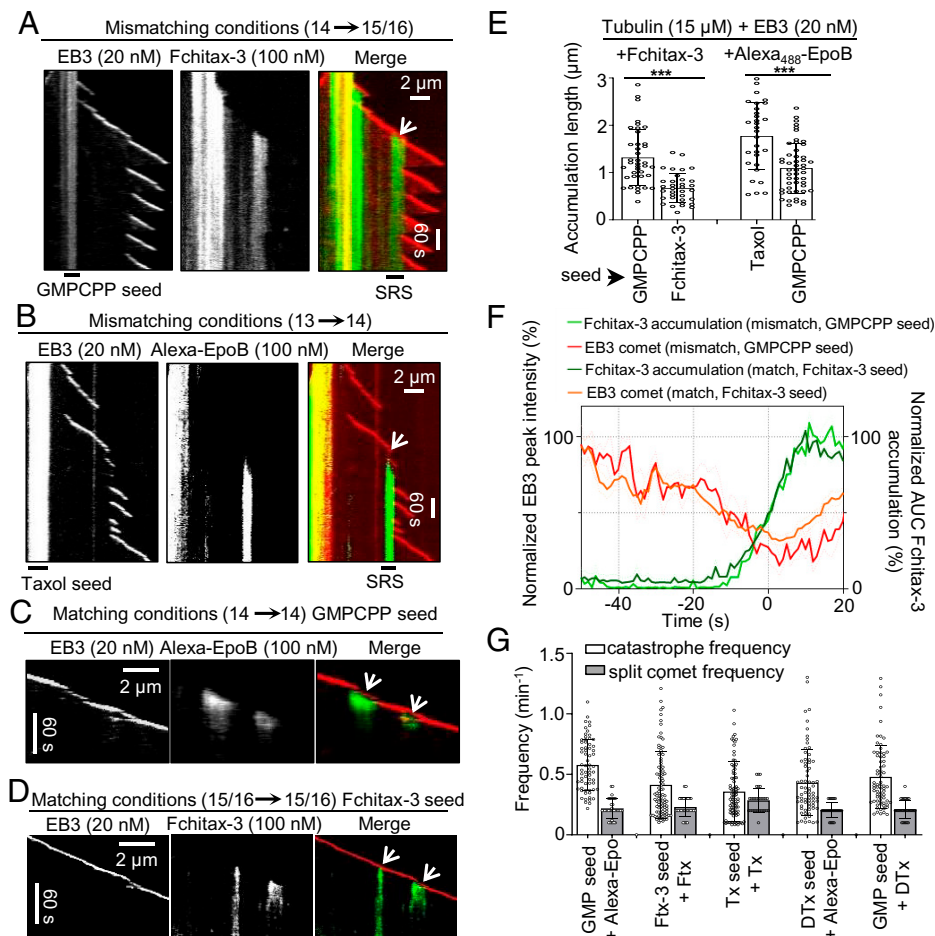 A
Mismatching conditions (14 → 15/16)
EB3 (20 nM) Fchitax-3 (100 nM) Merge
2 µm
60 s
GMPCPP seed
SRS
B
Mismatching conditions (13 → 14)
EB3 (20 nM) Alexa-EpoB (100 nM) Merge
2 µm
60 s
Taxol seed
SRS
C
Matching conditions (14 → 14) GMPCPP seed
EB3 (20 nM) Alexa-EpoB (100 nM) Merge
2 µm
60 s
D
Matching conditions (15/16 → 15/16) Fchitax-3 seed
EB3 (20 nM) Fchitax-3 (100 nM) Merge
2 µm
60 s
E
Tubulin (15 µM) + EB3 (20 nM)
+Fchitax-3 +Alexa488-EpoB
*** ***
Accumulation length (µm)
3
2
1
0
seed
GMPCPP
Fchitax-3
Taxol
GMPCPP
F
Fchitax-3 accumulation (mismatch, GMPCPP seed)
EB3 comet (mismatch, GMPCPP seed)
Fchitax-3 accumulation (match, Fchitax-3 seed)
EB3 comet (match, Fchitax-3 seed)
Normalized EB3 peak intensity (%)
100
0
Normalized AUC Fchitax-3
accumulation (%)
100
0
-40 -20 0 20
Time (s)
G
catastrophe frequency
split comet frequency
Frequency (min⁻¹)
1.5
1.0
0.5
0
GMP seed
+ Alexa-Epo
Ftx-3 seed
+ Ftx
Tx seed
+ Tx
DTx seed
+ Alexa-Epo
GMP seed
+ DTx